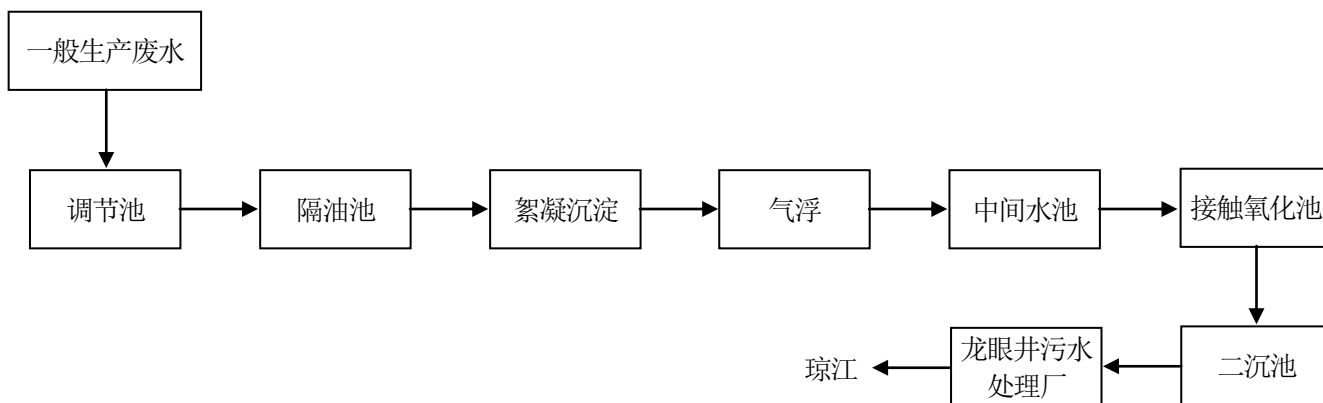 一般生产废水
调节池
隔油池
絮凝沉淀
气浮
中间水池
接触氧化池
二沉池
龙眼井污水
处理厂
琼江